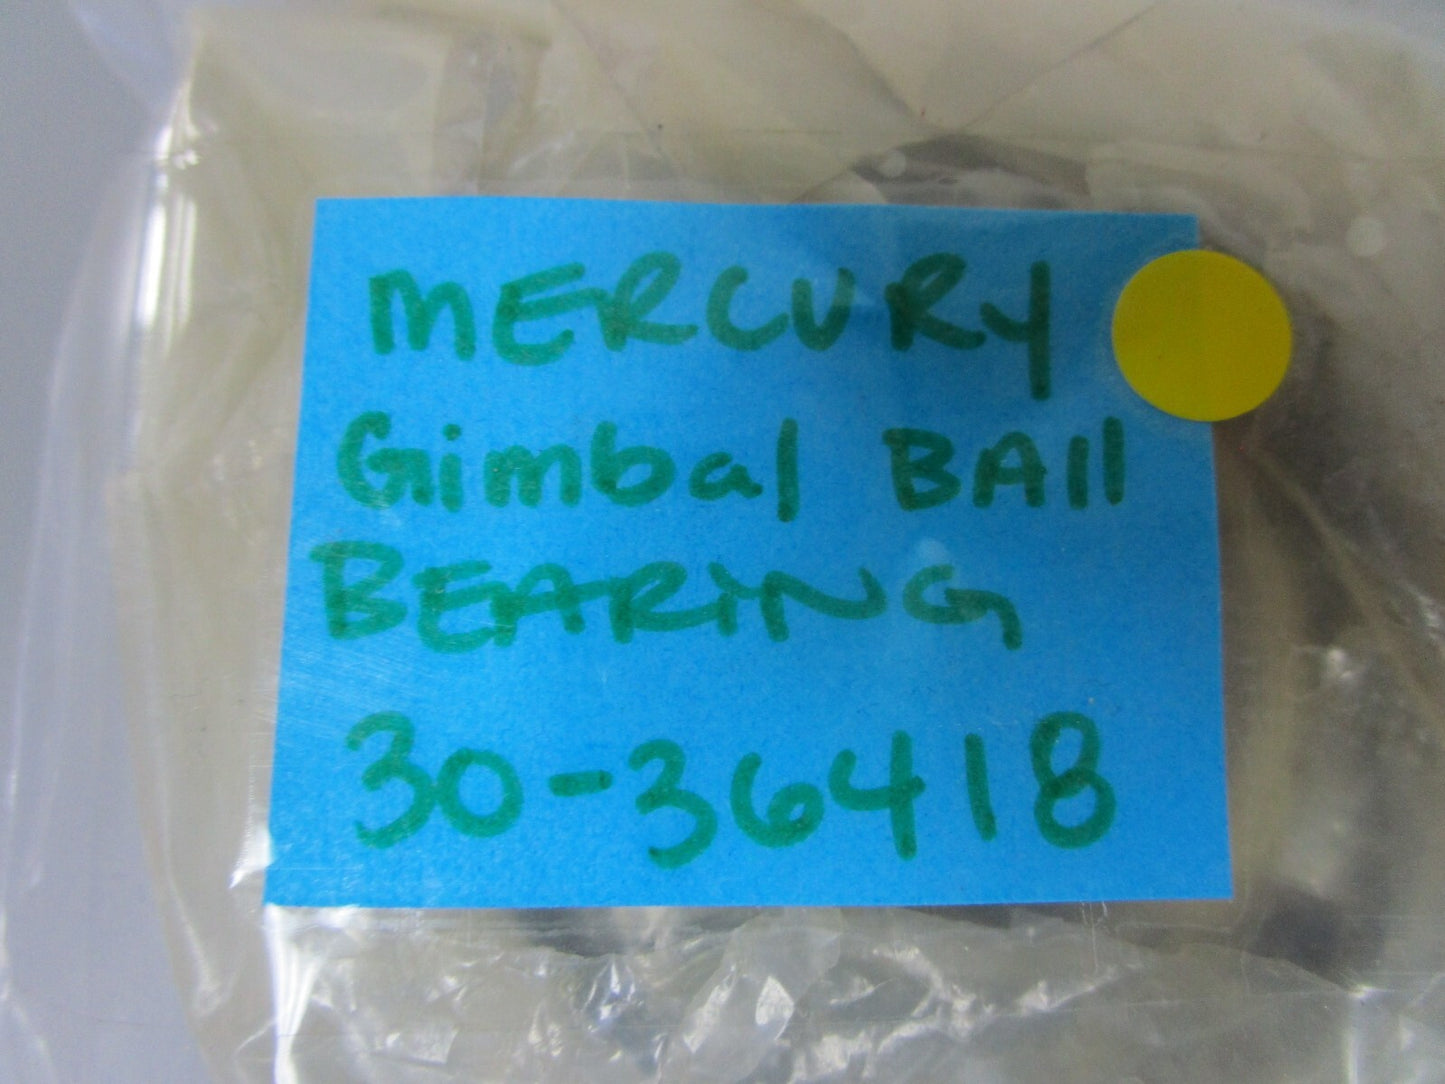 MERCURY
Gimbal BAll
BEARING
30-36418